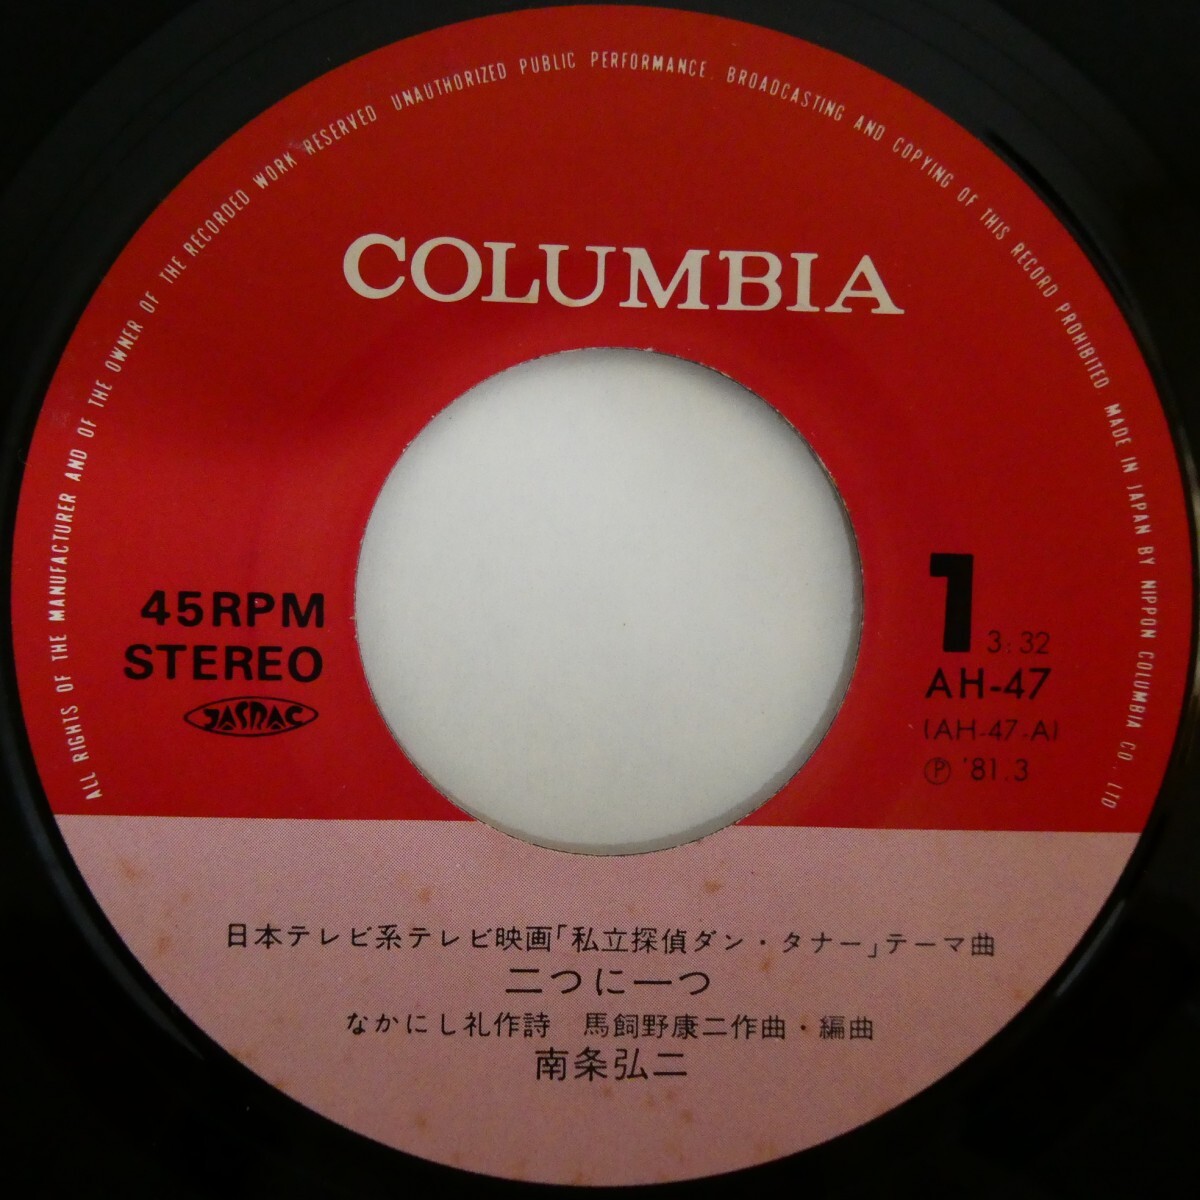 ALL RIGHTS OF THE MANUFACTURER AND OF THE OWNER OF THE RECORDED WORK RESERVED UNAUTHORIZED PUBLIC PERFORMANCE. BROADCASTING AND COPYING OF THIS RECORD PROHIBITED MADE IN JAPAN BY NIPPON COLUMBIA CO., LTD
COLUMBIA
45RPM
STEREO
JASRAC
1 3:32
AH-47
(AH-47-A)
Ⓟ '81.3
日本テレビ系テレビ映画「私立探偵ダン・タナー」テーマ曲
二つに一つ
なかにし礼作詩 馬飼野康二作曲・編曲
南条弘二